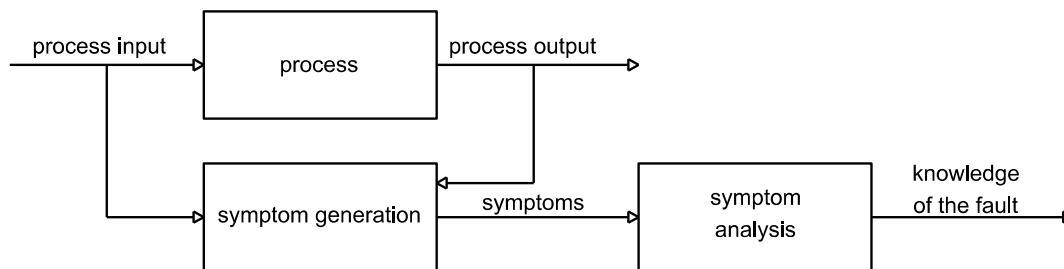 process input
process
process output
symptom generation
symptoms
symptom
analysis
knowledge
of the fault